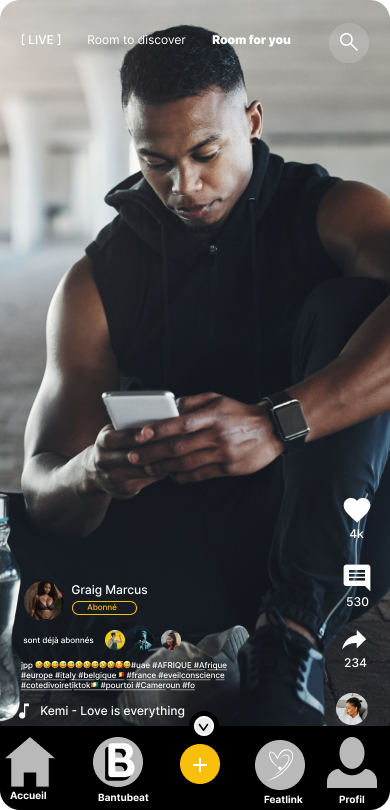 [ LIVE ] Room to discover Room for you
4k
530
234
Graig Marcus
Abonné
sont déjà abonnés
jpp 🤣🤣🤣🤣🤣🤣🤣🤣🤣🥰#uae #AFRIQUE #Afrique
#europe #italy #belgique🇧🇪 #france #eveilconscience
#cotedivoiretiktok🇨🇮 #pourtoi #Cameroun #fo
Kemi - Love is everything
B
Accueil Bantubeat Featlink Profil